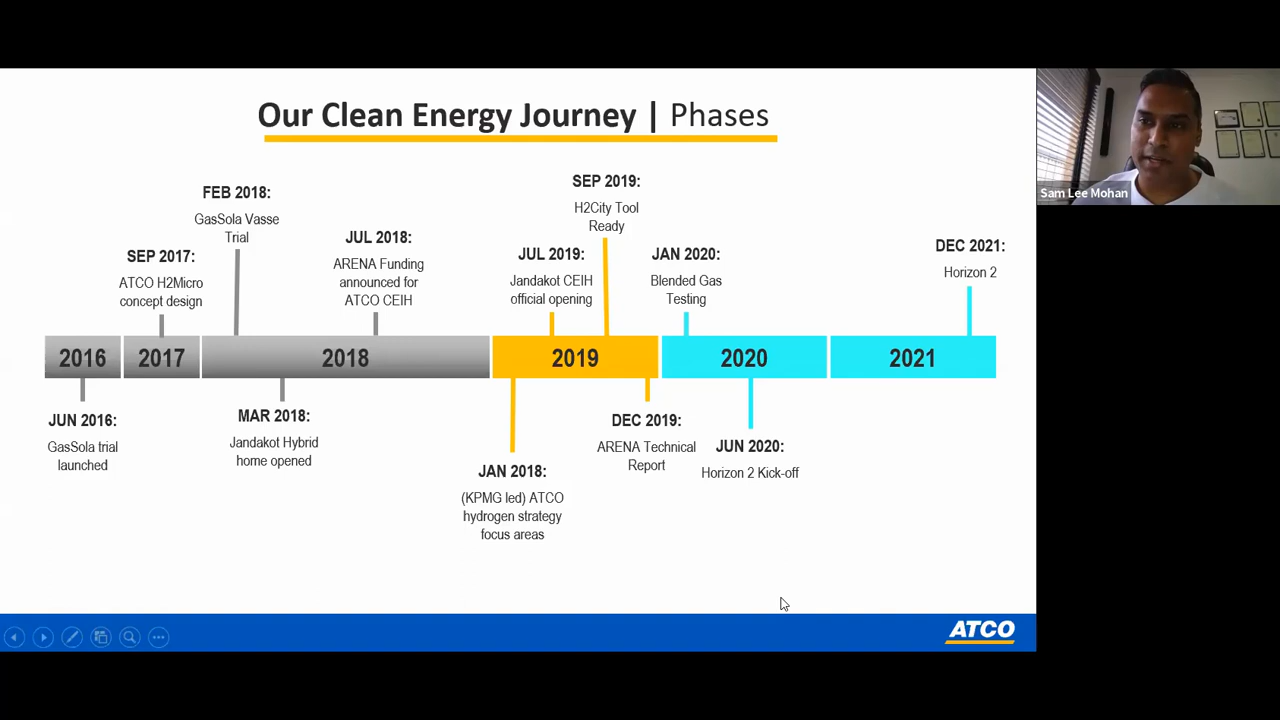 Our Clean Energy Journey | Phases
Sam Lee Mohan
SEP 2019:
H2City Tool
Ready
FEB 2018:
GasSola Vasse
Trial
JUL 2018:
ARENA Funding
announced for
ATCO CEIH
SEP 2017:
ATCO H2Micro
concept design
JUL 2019:
Jandakot CEIH
official opening
JAN 2020:
Blended Gas
Testing
DEC 2021:
Horizon 2
2016
2017
2018
2019
2020
2021
JUN 2016:
GasSola trial
launched
MAR 2018:
Jandakot Hybrid
home opened
JAN 2018:
(KPMG led) ATCO
hydrogen strategy
focus areas
DEC 2019:
ARENA Technical
Report
JUN 2020:
Horizon 2 Kick-off
ATCO